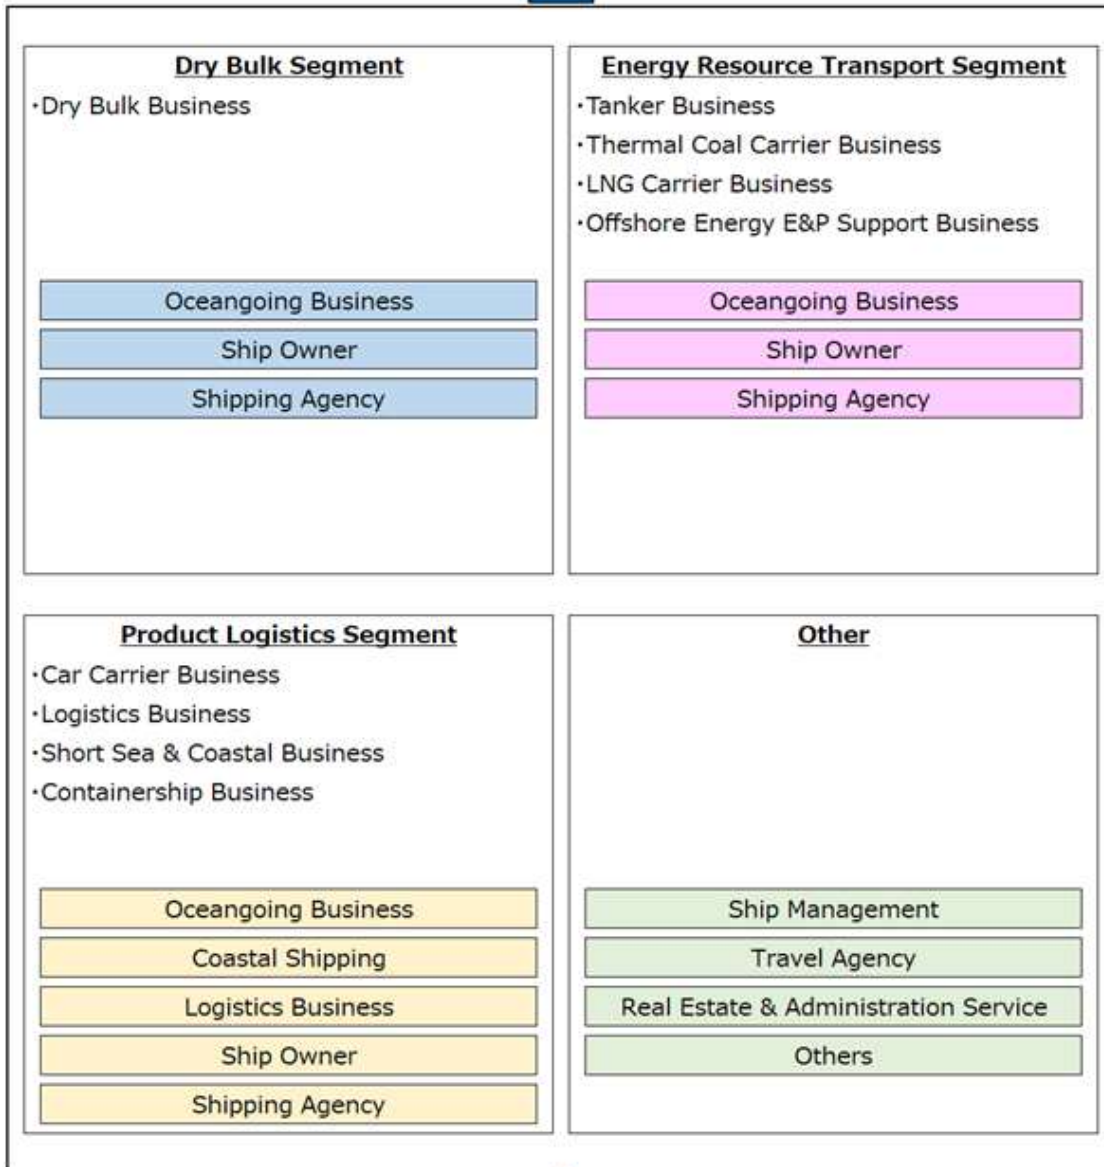 Dry Bulk Segment
・Dry Bulk Business
Oceangoing Business
Ship Owner
Shipping Agency
Energy Resource Transport Segment
・Tanker Business
・Thermal Coal Carrier Business
・LNG Carrier Business
・Offshore Energy E&P Support Business
Oceangoing Business
Ship Owner
Shipping Agency
Product Logistics Segment
・Car Carrier Business
・Logistics Business
・Short Sea & Coastal Business
・Containership Business
Oceangoing Business
Coastal Shipping
Logistics Business
Ship Owner
Shipping Agency
Other
Ship Management
Travel Agency
Real Estate & Administration Service
Others